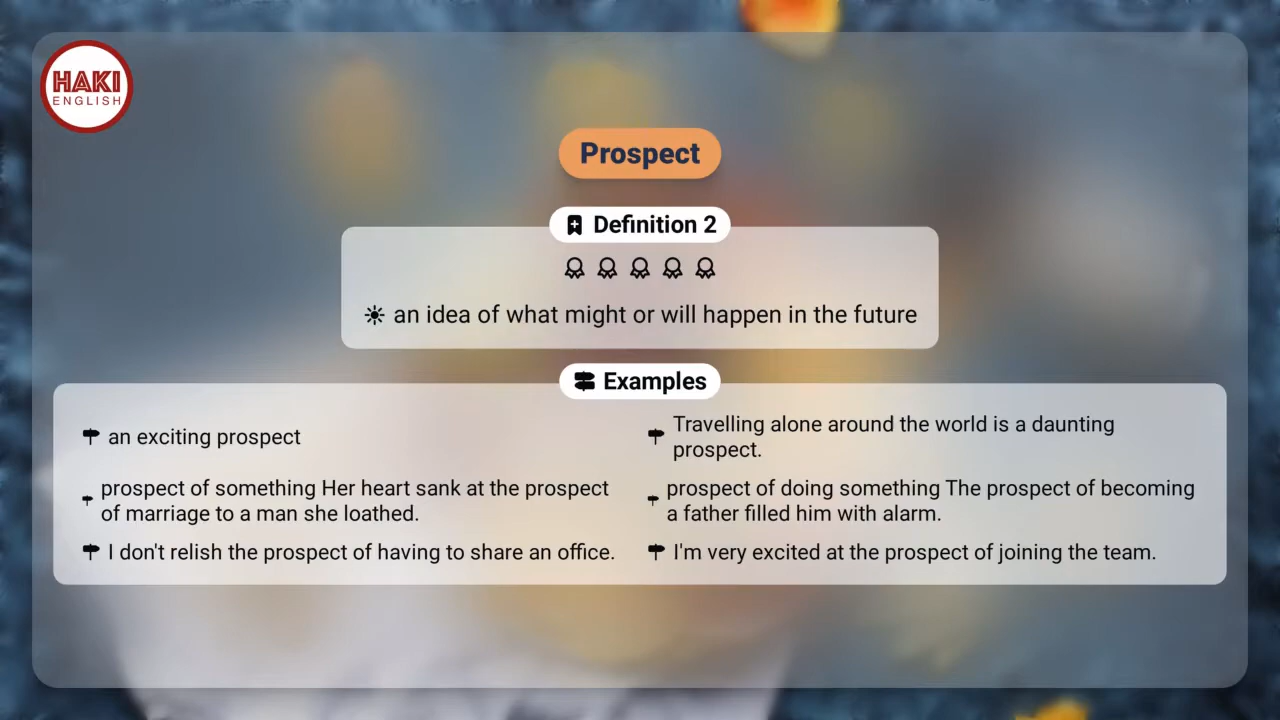 HAKI
ENGLISH
Prospect
Definition 2
an idea of what might or will happen in the future
Examples
an exciting prospect
Travelling alone around the world is a daunting
prospect.
prospect of something Her heart sank at the prospect
of marriage to a man she loathed.
prospect of doing something The prospect of becoming
a father filled him with alarm.
I don't relish the prospect of having to share an office.
I'm very excited at the prospect of joining the team.